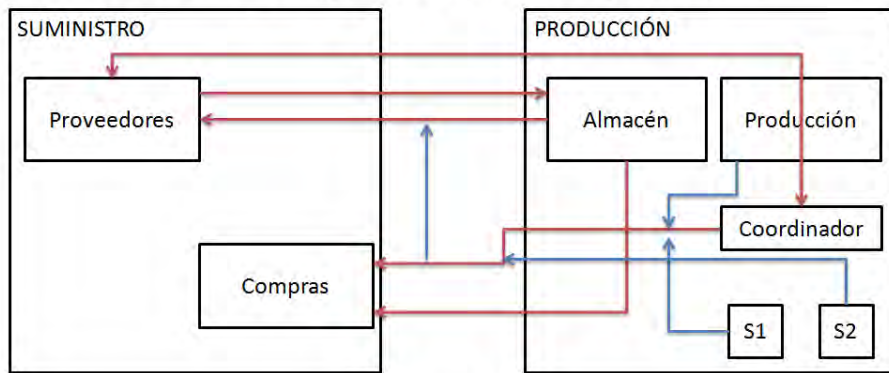 SUMINISTRO
PRODUCCIÓN
Proveedores
Almacén
Producción
Coordinador
Compras
S1
S2